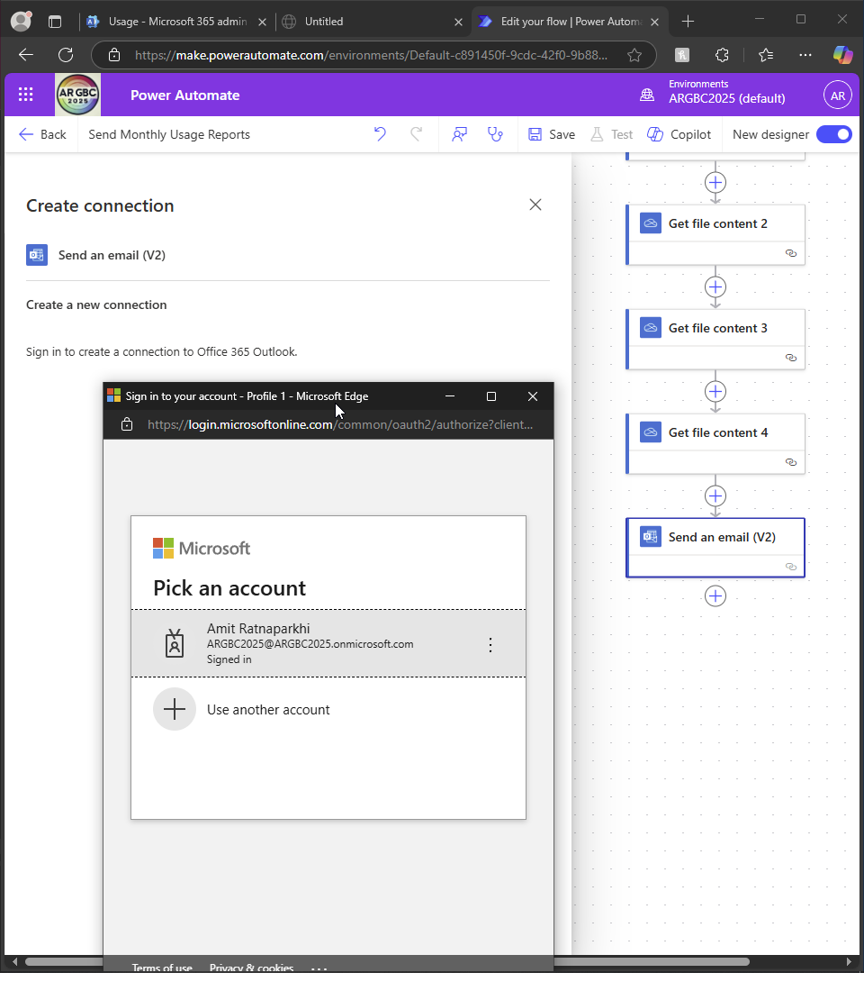 Usage - Microsoft 365 admin
Untitled
Edit your flow | Power Autom
https://make.powerautomate.com/environments/Default-c891450f-9cdc-42f0-9b88...
AR GBC
2025
Power Automate
Environments
ARGBC2025 (default)
AR
Back
Send Monthly Usage Reports
Save
Test
Copilot
New designer
Create connection
Send an email (V2)
Create a new connection
Sign in to create a connection to Office 365 Outlook.
Sign in to your account - Profile 1 - Microsoft Edge
https://login.microsoftonline.com/common/oauth2/authorize?client...
Microsoft
Pick an account
Amit Ratnaparkhi
ARGBC2025@ARGBC2025.onmicrosoft.com
Signed in
Use another account
Terms of use
Privacy & cookies
...
Get file content 2
Get file content 3
Get file content 4
Send an email (V2)